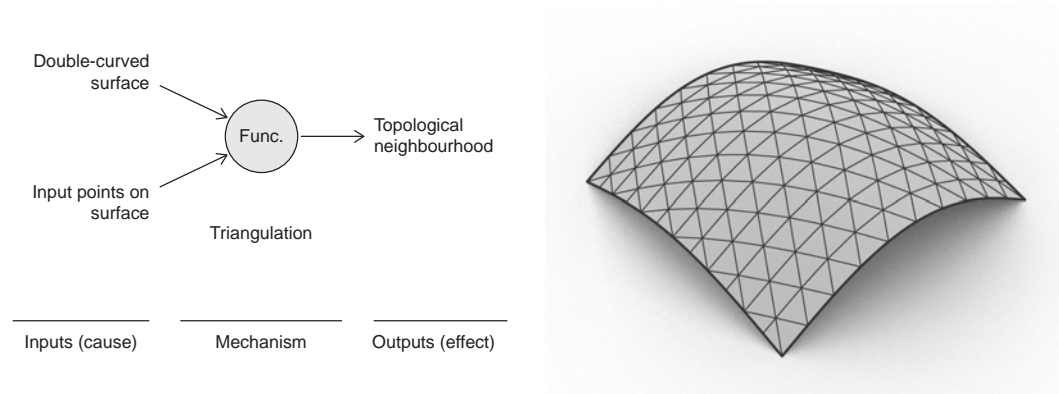 Double-curved
surface
Func.
Topological
neighbourhood
Input points on
surface
Triangulation
Inputs (cause)
Mechanism
Outputs (effect)